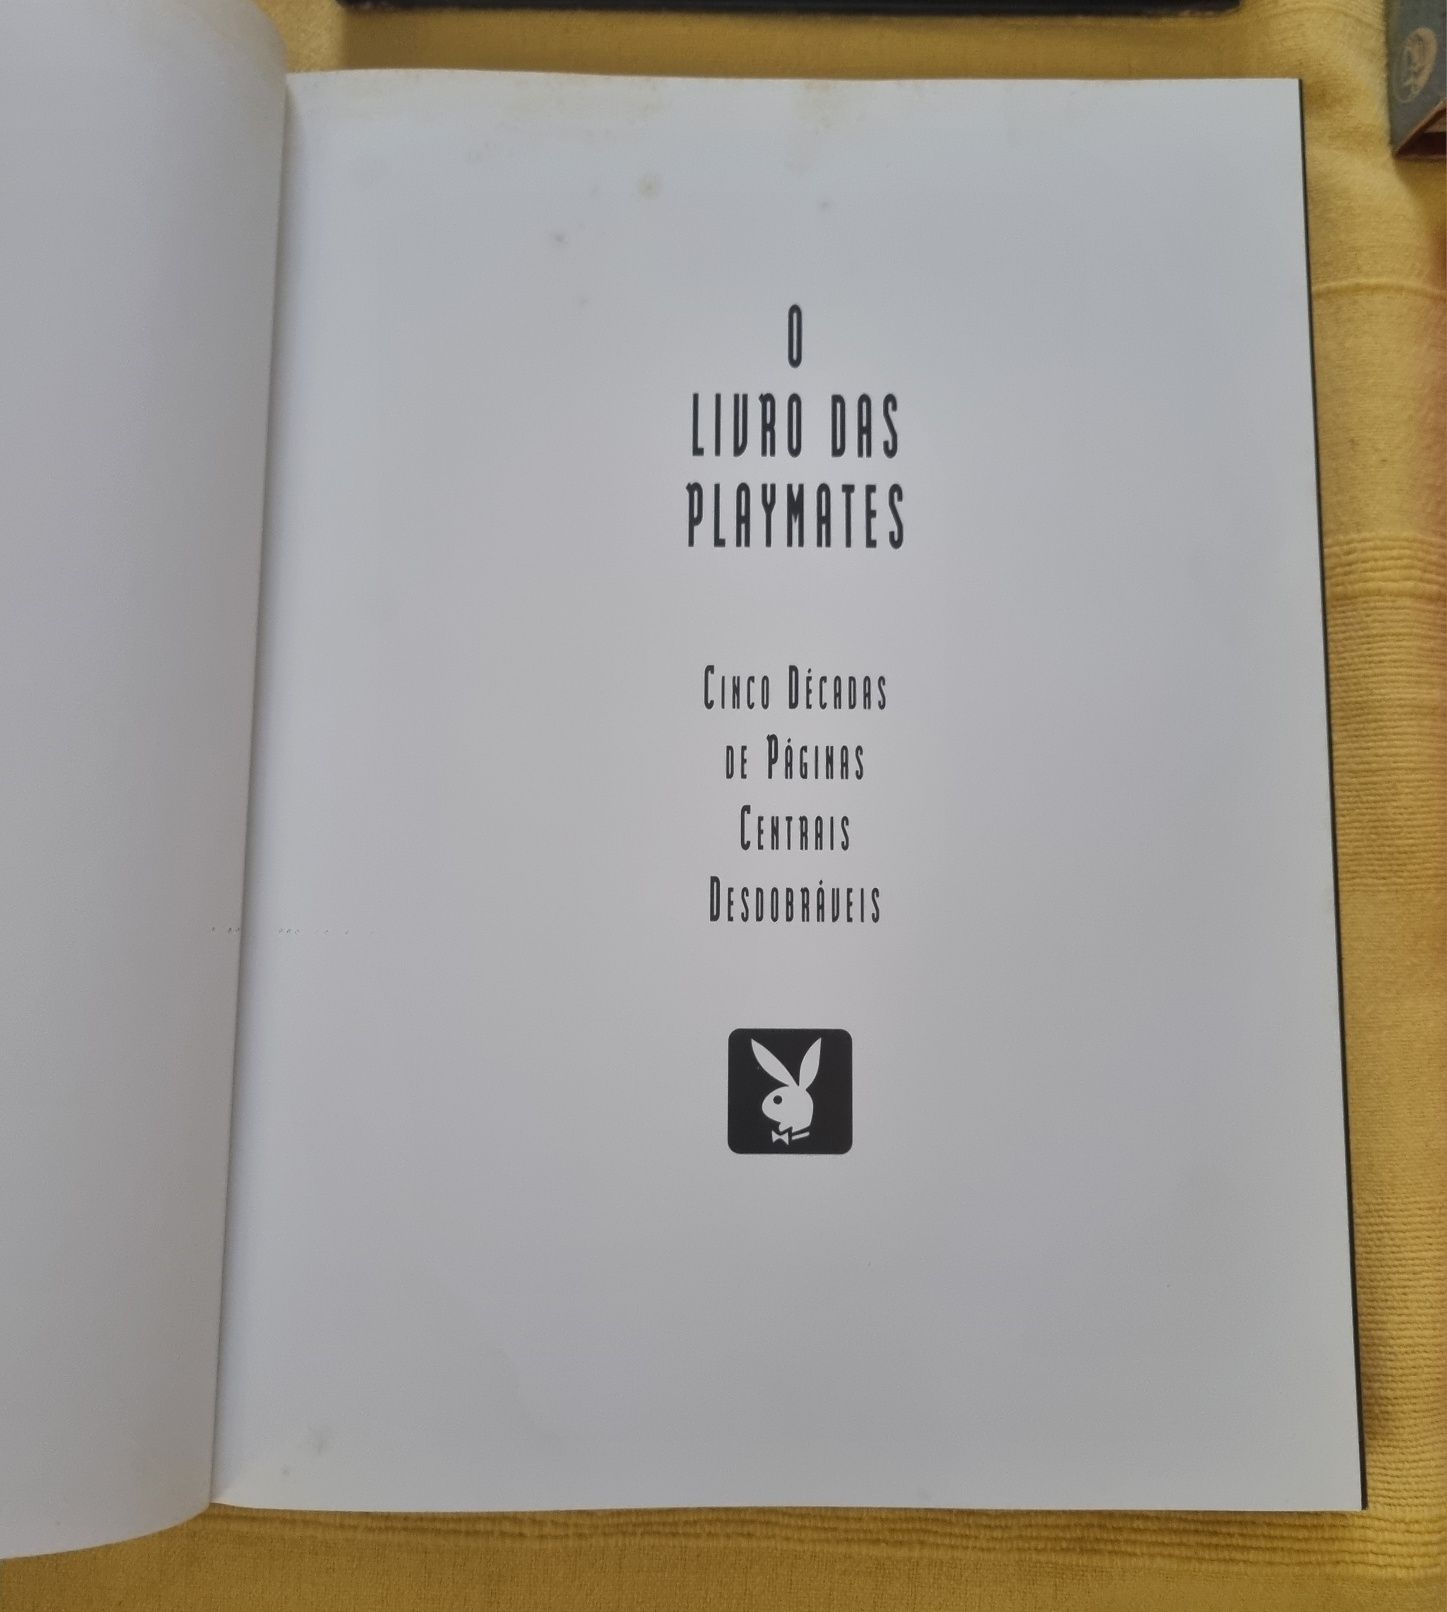 O
LIVRO DAS
PLAYMATES
CINCO DÉCADAS
DE PÁGINAS
CENTRAIS
DESDOBRÁVEIS